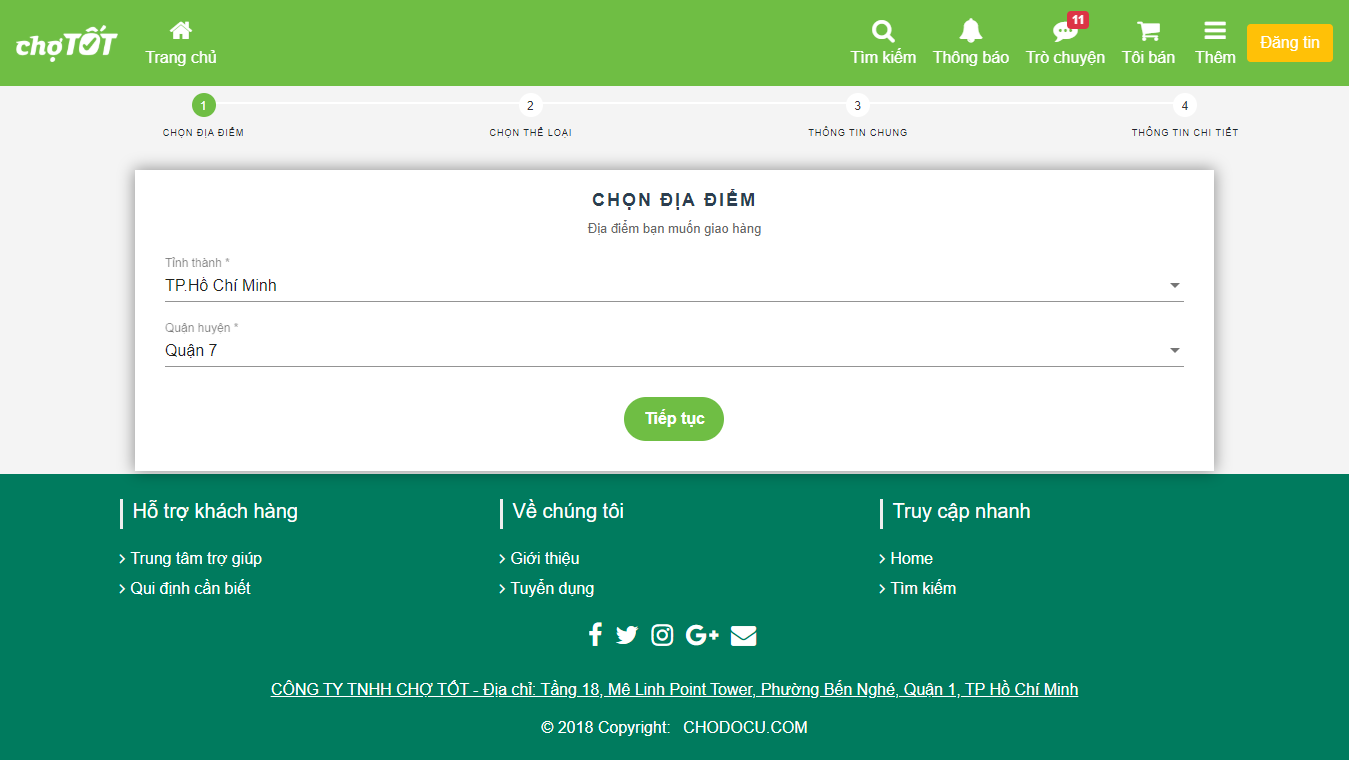 chợTỐT
Trang chủ
Tìm kiếm
Thông báo
11
Trò chuyện
Tôi bán
Thêm
Đăng tin
1
2
3
4
CHỌN ĐỊA ĐIỂM
CHỌN THỂ LOẠI
THÔNG TIN CHUNG
THÔNG TIN CHI TIẾT
CHỌN ĐỊA ĐIỂM
Địa điểm bạn muốn giao hàng
Tỉnh thành *
TP.Hồ Chí Minh
Quận huyện *
Quận 7
Tiếp tục
Hỗ trợ khách hàng
Trung tâm trợ giúp
Qui định cần biết
Về chúng tôi
Giới thiệu
Tuyển dụng
Truy cập nhanh
Home
Tìm kiếm
CÔNG TY TNHH CHỢ TỐT - Địa chỉ: Tầng 18, Mê Linh Point Tower, Phường Bến Nghé, Quận 1, TP Hồ Chí Minh
© 2018 Copyright: CHODOCU.COM